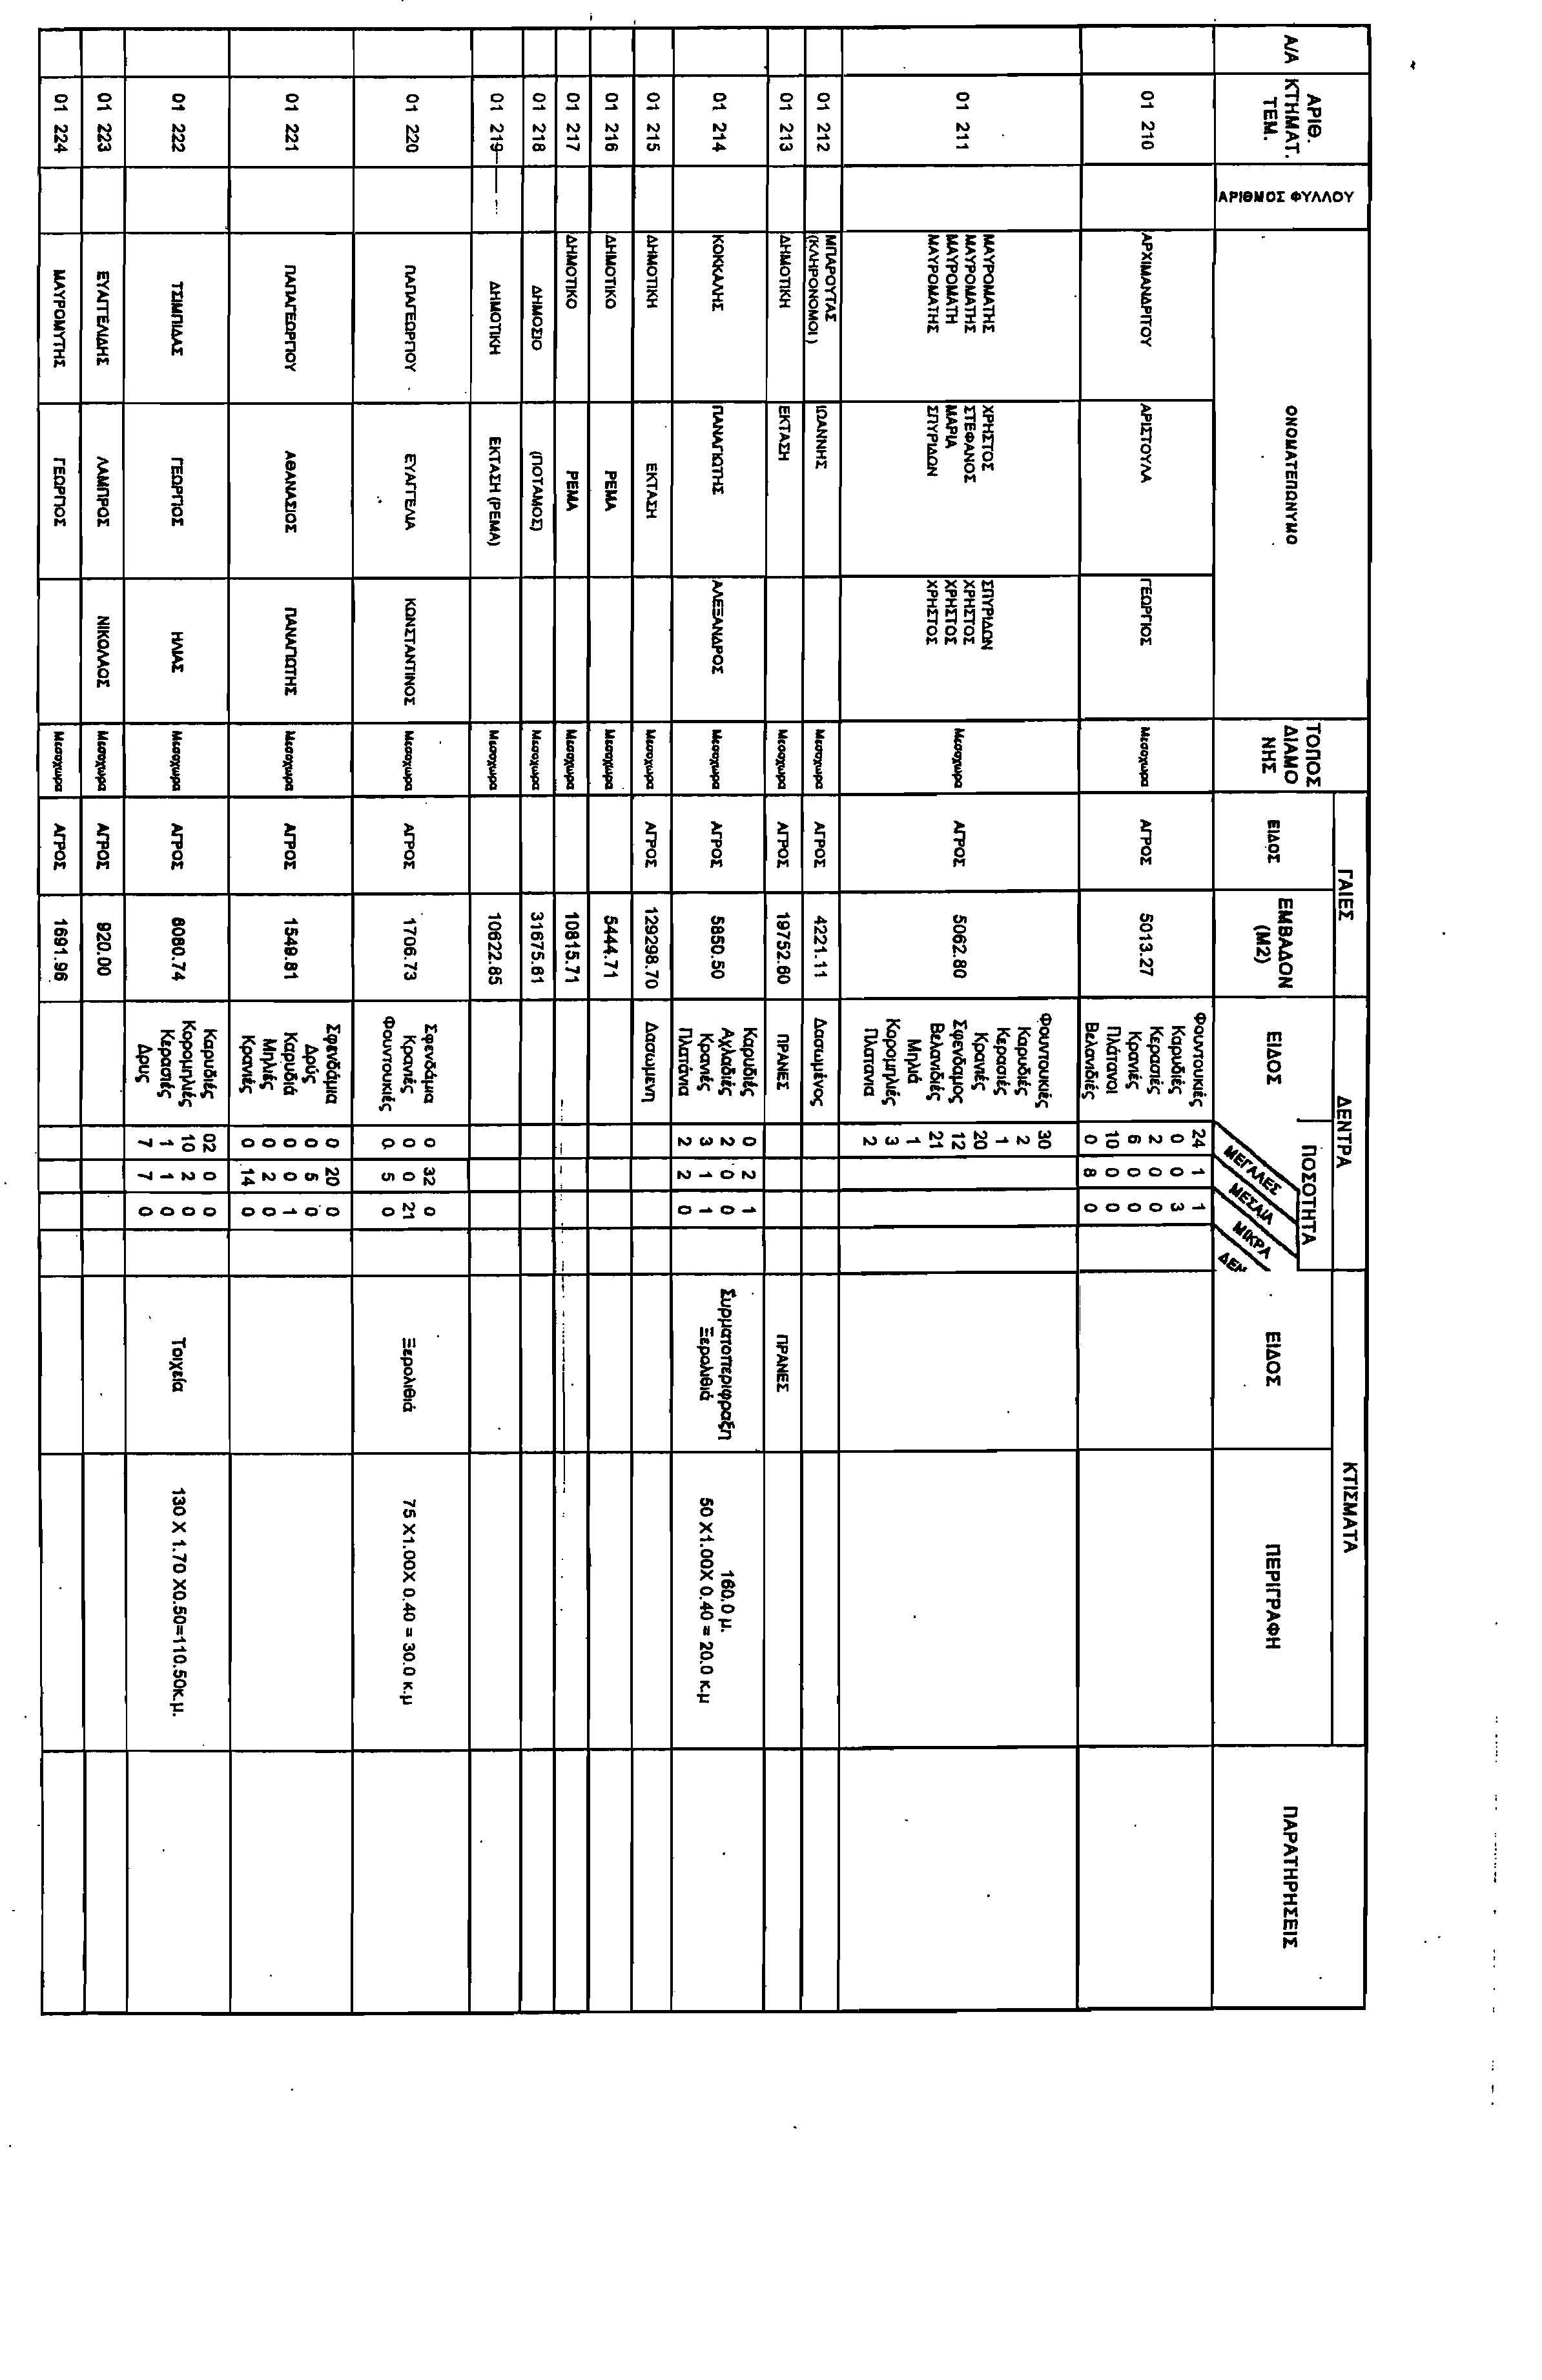 Α/Α ΑΡΙΘ. ΚΤΗΜΑΤ. ΤΕΜ. ΑΡΙΘΜΟΣ ΦΥΛΛΟΥ ΟΝΟΜΑΤΕΠΩΝΥΜΟ ΤΟΠΟΣ ΔΙΑΜΟ ΝΗΣ ΓΑΙΕΣ ΔΕΝΤΡΑ ΚΤΙΣΜΑΤΑ ΠΑΡΑΤΗΡΗΣΕΙΣ
ΕΙΔΟΣ ΕΜΒΑΔΟΝ (Μ2) ΕΙΔΟΣ ΠΟΣΟΤΗΤΑ ΕΙΔΟΣ ΠΕΡΙΓΡΑΦΗ
ΜΕΓΑΛΕΣ ΜΕΣΑΙΑ ΜΙΚΡΑ ΔΕΝ
01 210 ΑΡΧΙΜΑΝΔΡΙΤΟΥ ΑΡΙΣΤΟΥΛΑ ΓΕΩΡΓΙΟΣ Μεσοχωρα ΑΓΡΟΣ 5013.27
Φουντουκιές 24 1 1
Καρυδιές 0 0 3
Κερασιές 2 0 0
Κρανιές 6 0 0
Πλάτανοι 10 0 0
Βελανιδιές 0 8 0
01 211 Μεσοχωρα ΑΓΡΟΣ 5062.80
ΜΑΥΡΟΜΑΤΗΣ ΧΡΗΣΤΟΣ ΣΠΥΡΙΔΩΝ
ΜΑΥΡΟΜΑΤΗΣ ΣΤΕΦΑΝΟΣ ΧΡΗΣΤΟΣ
ΜΑΥΡΟΜΑΤΗ ΜΑΡΙΑ ΧΡΗΣΤΟΣ
ΜΑΥΡΟΜΑΤΗΣ ΣΠΥΡΙΔΩΝ ΧΡΗΣΤΟΣ
Φουντουκιές 30
Καρυδιές 2
Κερασιές 1
Κρανιές 20
Σφενδαμος 12
Βελανιδιές 21
Μηλιά 1
Κορομηλιές 3
Πλατανια 2
01 212 ΜΠΑΡΟΥΤΑΣ (ΚΛΗΡΟΝΟΜΟΙ) ΙΩΑΝΝΗΣ Μεσοχωρα ΑΓΡΟΣ 4221.11 Δασωμένος
01 213 ΔΗΜΟΤΙΚΗ ΕΚΤΑΣΗ Μεσοχωρα ΑΓΡΟΣ 19752.60 ΠΡΑΝΕΣ ΠΡΑΝΕΣ
01 214 ΚΟΚΚΑΛΗΣ ΠΑΝΑΓΙΩΤΗΣ ΑΛΕΞΑΝΔΡΟΣ Μεσοχωρα ΑΓΡΟΣ 5850.50
Καρυδιές 0 2 1
Αχλαδιές 2 0 0 Συρματοπεριφραξη 160.0 μ.
Κρανιές 3 1 1 Ξερολιθιά 50 Χ1.00Χ 0.40 = 20.0 κ.μ
Πλατάνια 2 2 0
01 215 ΔΗΜΟΤΙΚΗ ΕΚΤΑΣΗ Μεσοχωρα ΑΓΡΟΣ 129298.70 Δασωμενη
01 216 ΔΗΜΟΤΙΚΟ ΡΕΜΑ Μεσοχωρα 5444.71
01 217 ΔΗΜΟΤΙΚΟ ΡΕΜΑ Μεσοχωρα 10815.71
01 218 ΔΗΜΟΣΙΟ (ΠΟΤΑΜΟΣ) Μεσοχωρα 31675.61
01 219 ΔΗΜΟΤΙΚΗ ΕΚΤΑΣΗ (ΡΕΜΑ) Μεσοχωρα 10622.85
01 220 ΠΑΠΑΓΕΩΡΓΙΟΥ ΕΥΑΓΓΕΛΙΑ ΚΩΝΣΤΑΝΤΙΝΟΣ Μεσοχωρα ΑΓΡΟΣ 1706.73
Σφενδάμια 0 32 0
Κρανιές 0 0 21 Ξερολιθιά 75 Χ1.00Χ 0.40 = 30.0 κ.μ
Φουντουκιές 0 5 0
01 221 ΠΑΠΑΓΕΩΡΓΙΟΥ ΑΘΑΝΑΣΙΟΣ ΠΑΝΑΓΙΩΤΗΣ Μεσοχωρα ΑΓΡΟΣ 1549.81
Σφενδάμια 0 20 0
Δρύς 0 5 0
Καρυδιά 0 0 1
Μηλιές 0 2 0
Κρανιές 0 14 0
01 222 ΤΣΙΜΠΙΔΑΣ ΓΕΩΡΓΙΟΣ ΗΛΙΑΣ Μεσοχωρα ΑΓΡΟΣ 6080.74 Τοιχεία 130 Χ 1.70 Χ0.50=110.50κ.μ.
Καρυδιές 02 0 0
Κορομηλιές 10 2 0
Κερασιές 1 1 0
Δρυς 7 7 0
01 223 ΕΥΑΓΓΕΛΙΔΗΣ ΛΑΜΠΡΟΣ ΝΙΚΟΛΑΟΣ Μεσοχωρα ΑΓΡΟΣ 920.00
01 224 ΜΑΥΡΟΜΥΤΗΣ ΓΕΩΡΓΙΟΣ Μεσοχωρα ΑΓΡΟΣ 1691.96